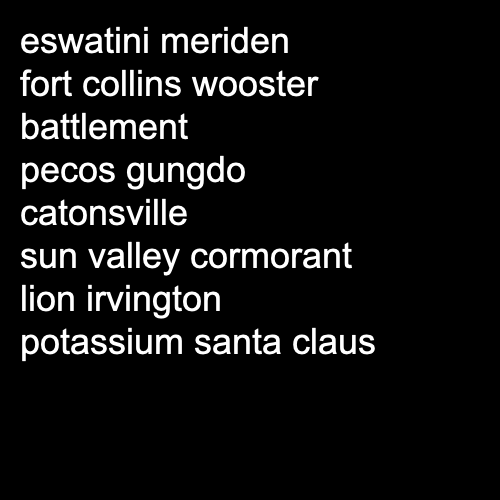 eswatini meriden
fort collins wooster
battlement
pecos gungdo
catonsville
sun valley cormorant
lion irvington
potassium santa claus